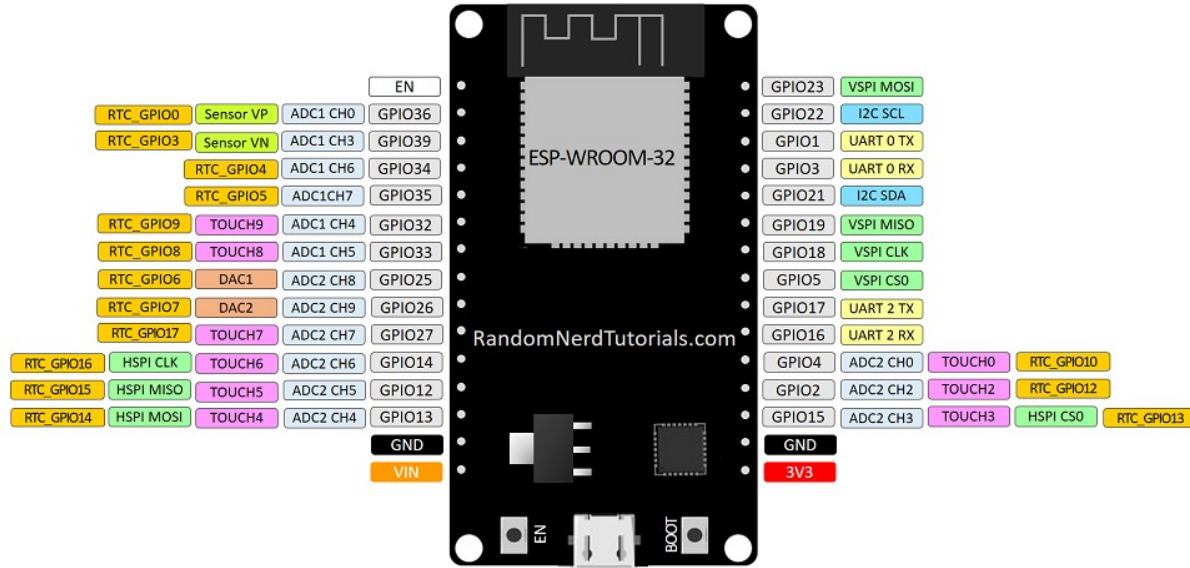 EN GPIO23 VSPI MOSI
RTC_GPIO0 Sensor VP ADC1 CH0 GPIO36 GPIO22 I2C SCL
RTC_GPIO3 Sensor VN ADC1 CH3 GPIO39 GPIO1 UART 0 TX
RTC_GPIO4 ADC1 CH6 GPIO34 ESP-WROOM-32 GPIO3 UART 0 RX
RTC_GPIO5 ADC1CH7 GPIO35 GPIO21 I2C SDA
RTC_GPIO9 TOUCH9 ADC1 CH4 GPIO32 GPIO19 VSPI MISO
RTC_GPIO8 TOUCH8 ADC1 CH5 GPIO33 GPIO18 VSPI CLK
RTC_GPIO6 DAC1 ADC2 CH8 GPIO25 GPIO5 VSPI CS0
RTC_GPIO7 DAC2 ADC2 CH9 GPIO26 GPIO17 UART 2 TX
RTC_GPIO17 TOUCH7 ADC2 CH7 GPIO27 RandomNerdTutorials.com GPIO16 UART 2 RX
RTC_GPIO16 HSPI CLK TOUCH6 ADC2 CH6 GPIO14 GPIO4 ADC2 CH0 TOUCH0 RTC_GPIO10
RTC_GPIO15 HSPI MISO TOUCH5 ADC2 CH5 GPIO12 GPIO2 ADC2 CH2 TOUCH2 RTC_GPIO12
RTC_GPIO14 HSPI MOSI TOUCH4 ADC2 CH4 GPIO13 GPIO15 ADC2 CH3 TOUCH3 HSPI CS0 RTC_GPIO13
GND GND
VIN 3V3
EN BOOT